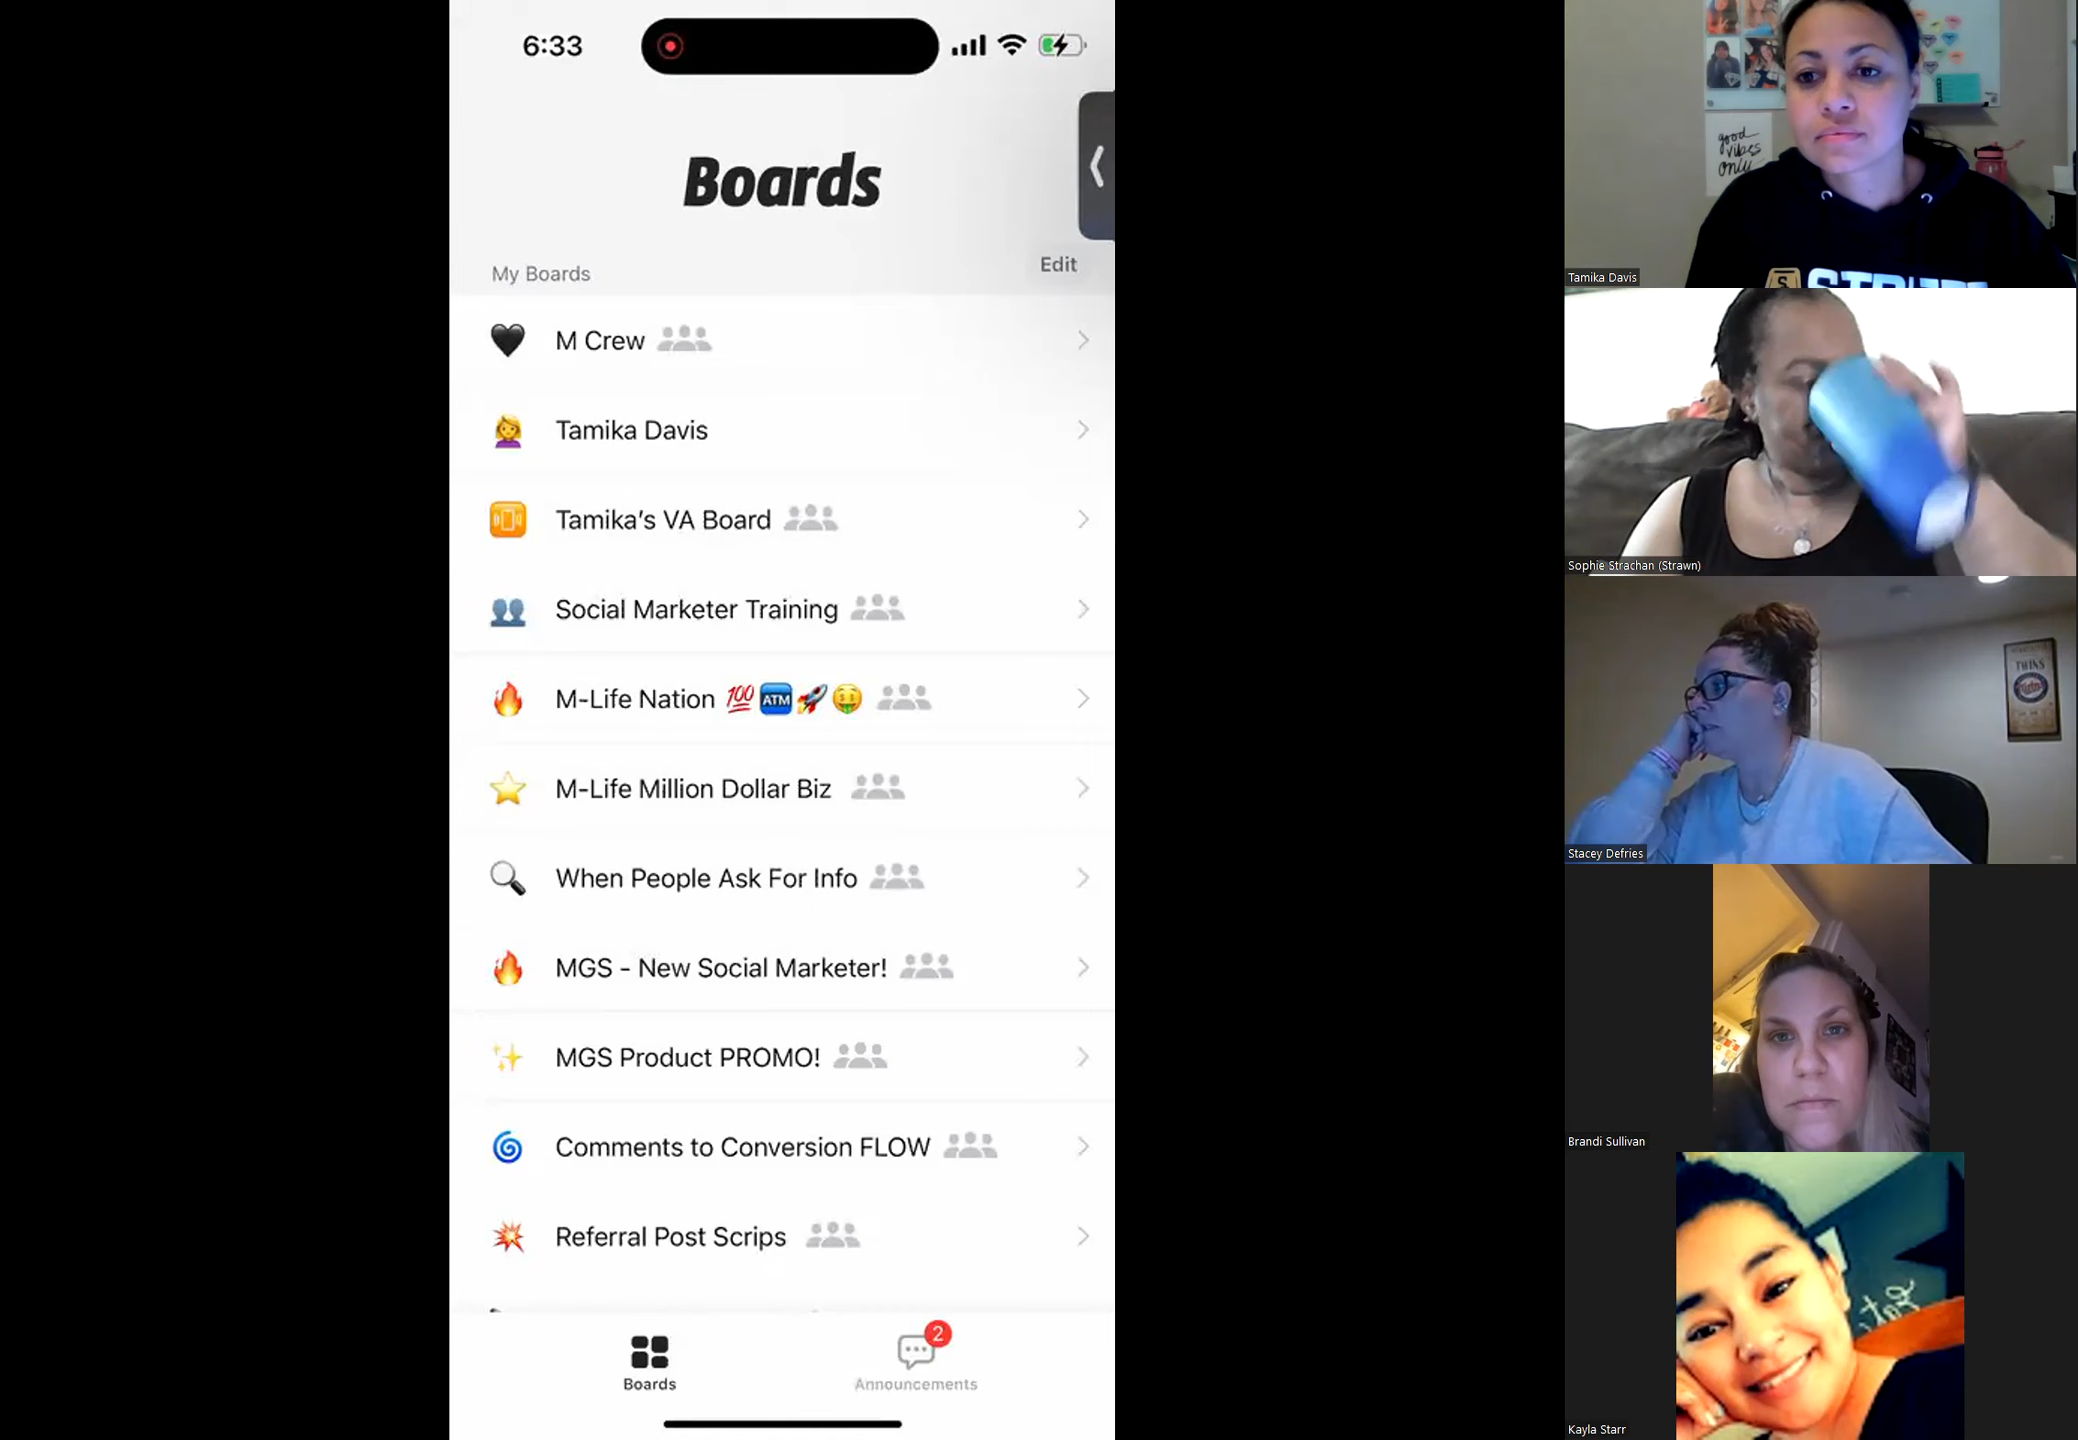 6:33
Boards
My Boards
Edit
M Crew
Tamika Davis
Tamika's VA Board
Social Marketer Training
M-Life Nation 💯🏧🚀🤑
M-Life Million Dollar Biz
When People Ask For Info
MGS - New Social Marketer!
MGS Product PROMO!
Comments to Conversion FLOW
Referral Post Scrips
Boards
2
Announcements
good
vibes
only
S
Tamika Davis
Sophie Strachan (Strawn)
TWINS
Stacey Defries
Brandi Sullivan
Kayla Starr